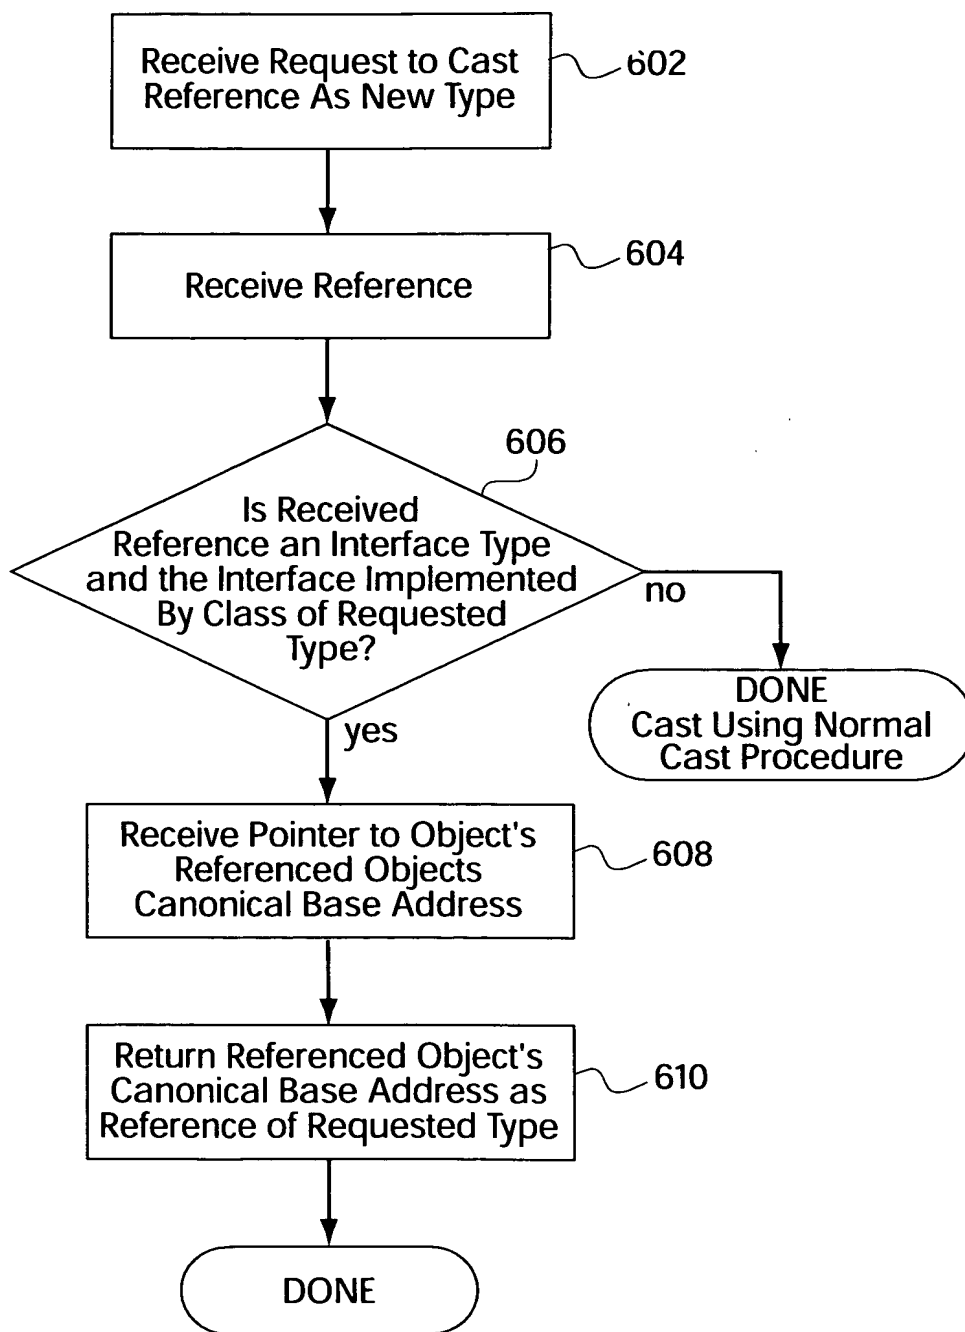 Receive Request to Cast
Reference As New Type
602
Receive Reference
604
606
Is Received
Reference an Interface Type
and the Interface Implemented
By Class of Requested
Type?
no
yes
DONE
Cast Using Normal
Cast Procedure
Receive Pointer to Object's
Referenced Objects
Canonical Base Address
608
Return Referenced Object's
Canonical Base Address as
Reference of Requested Type
610
DONE